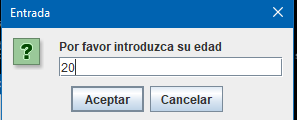 Entrada
Por favor introduzca su edad
20
Aceptar Cancelar